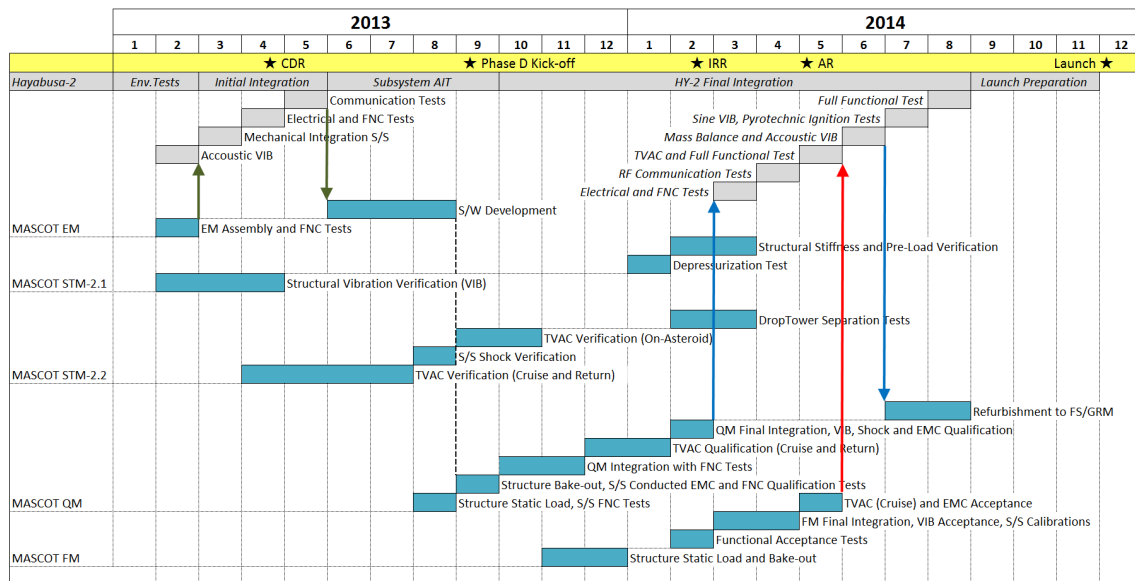 2013 2014
1 2 3 4 5 6 7 8 9 10 11 12 1 2 3 4 5 6 7 8 9 10 11 12
★ CDR ★ Phase D Kick-off ★ IRR ★ AR Launch ★
Hayabusa-2 Env.Tests Initial Integration Subsystem AIT HY-2 Final Integration Launch Preparation
Communication Tests Full Functional Test
Electrical and FNC Tests Sine VIB, Pyrotechnic Ignition Tests
Mechanical Integration S/S Mass Balance and Accoustic VIB
Accoustic VIB TVAC and Full Functional Test
RF Communication Tests
Electrical and FNC Tests
S/W Development
MASCOT EM EM Assembly and FNC Tests
Structural Stiffness and Pre-Load Verification
Depressurization Test
MASCOT STM-2.1 Structural Vibration Verification (VIB)
DropTower Separation Tests
TVAC Verification (On-Asteroid)
S/S Shock Verification
MASCOT STM-2.2 TVAC Verification (Cruise and Return)
Refurbishment to FS/GRM
QM Final Integration, VIB, Shock and EMC Qualification
TVAC Qualification (Cruise and Return)
QM Integration with FNC Tests
Structure Bake-out, S/S Conducted EMC and FNC Qualification Tests
MASCOT QM Structure Static Load, S/S FNC Tests TVAC (Cruise) and EMC Acceptance
FM Final Integration, VIB Acceptance, S/S Calibrations
Functional Acceptance Tests
MASCOT FM Structure Static Load and Bake-out